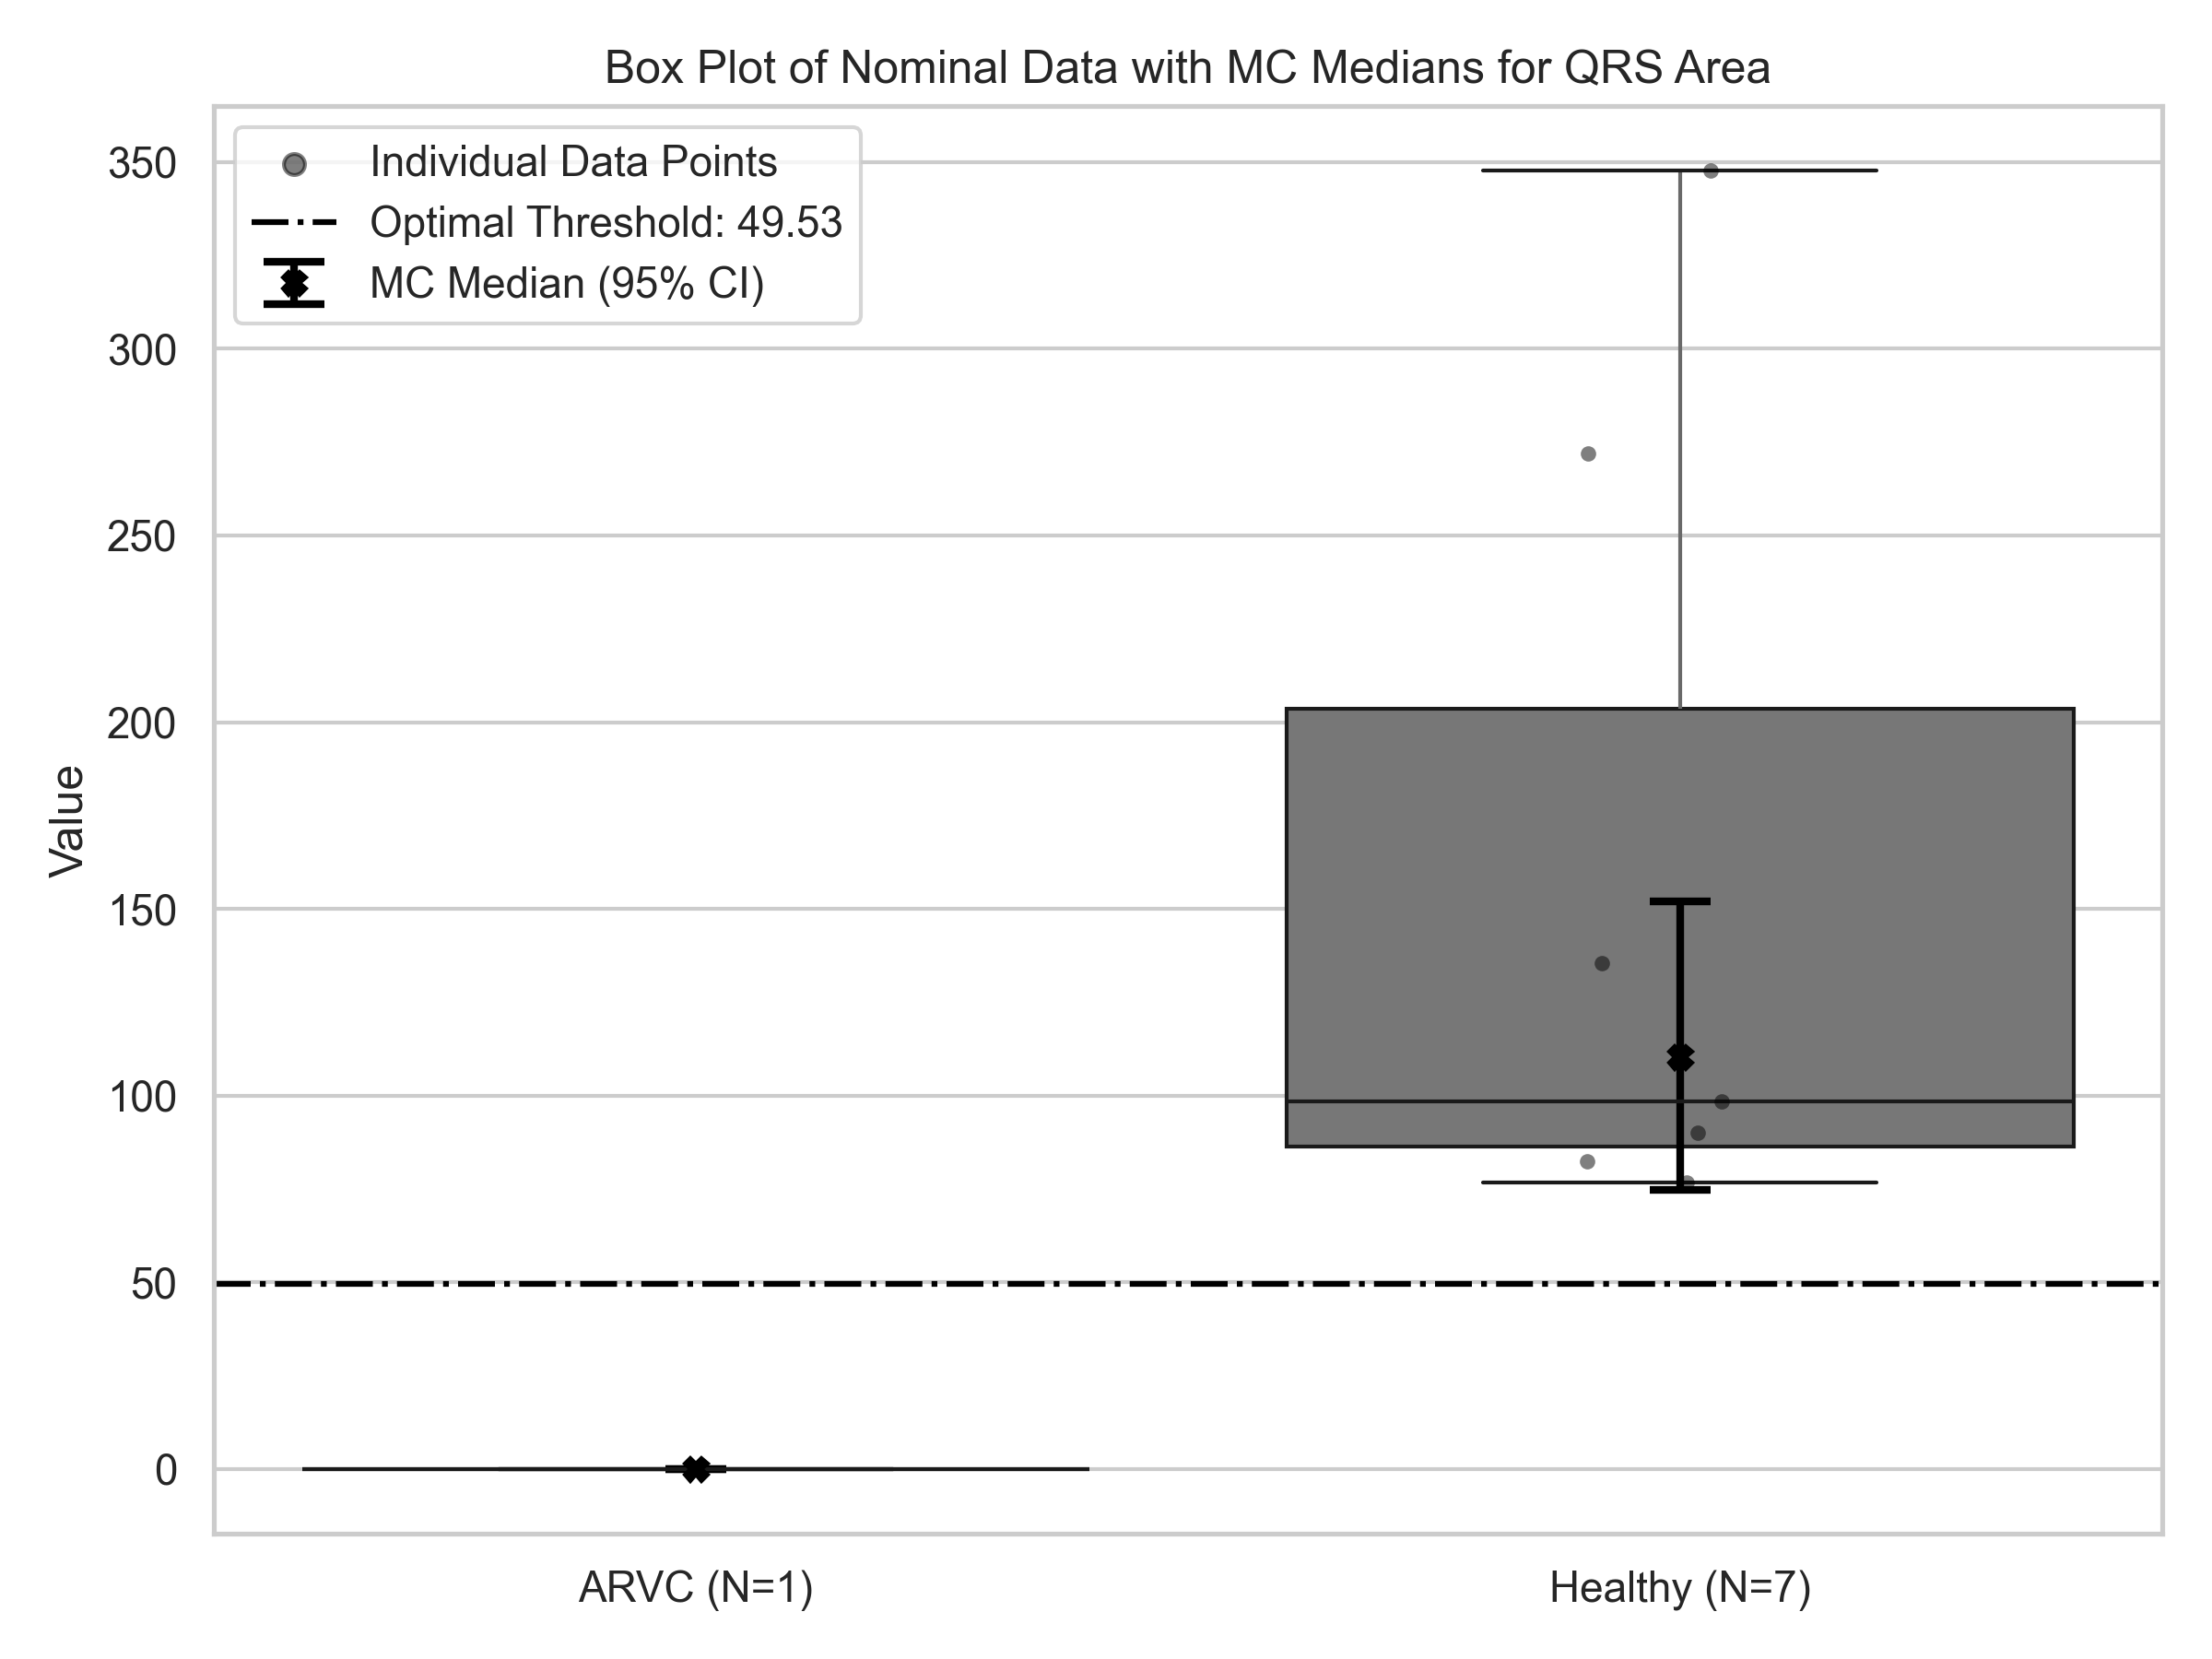 Box Plot of Nominal Data with MC Medians for QRS Area
Individual Data Points
Optimal Threshold: 49.53
MC Median (95% CI)
Value
350
300
250
200
150
100
50
0
ARVC (N=1)
Healthy (N=7)